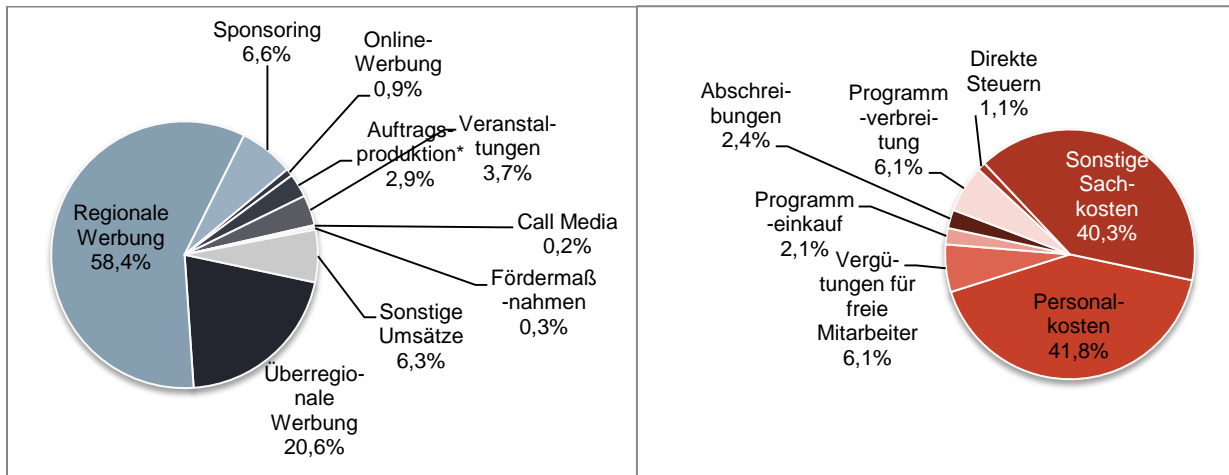 Sponsoring
6,6%
Online-
Werbung
0,9%
Auftrags-
produktion*
2,9%
Veranstal-
tungen
3,7%
Call Media
0,2%
Fördermaß
-nahmen
0,3%
Sonstige
Umsätze
6,3%
Überregio-
nale
Werbung
20,6%
Regionale
Werbung
58,4%
Direkte
Steuern
1,1%
Programm
-verbrei-
tung
6,1%
Abschrei-
bungen
2,4%
Programm
-einkauf
2,1%
Vergü-
tungen für
freie
Mitarbeiter
6,1%
Sonstige
Sach-
kosten
40,3%
Personal-
kosten
41,8%